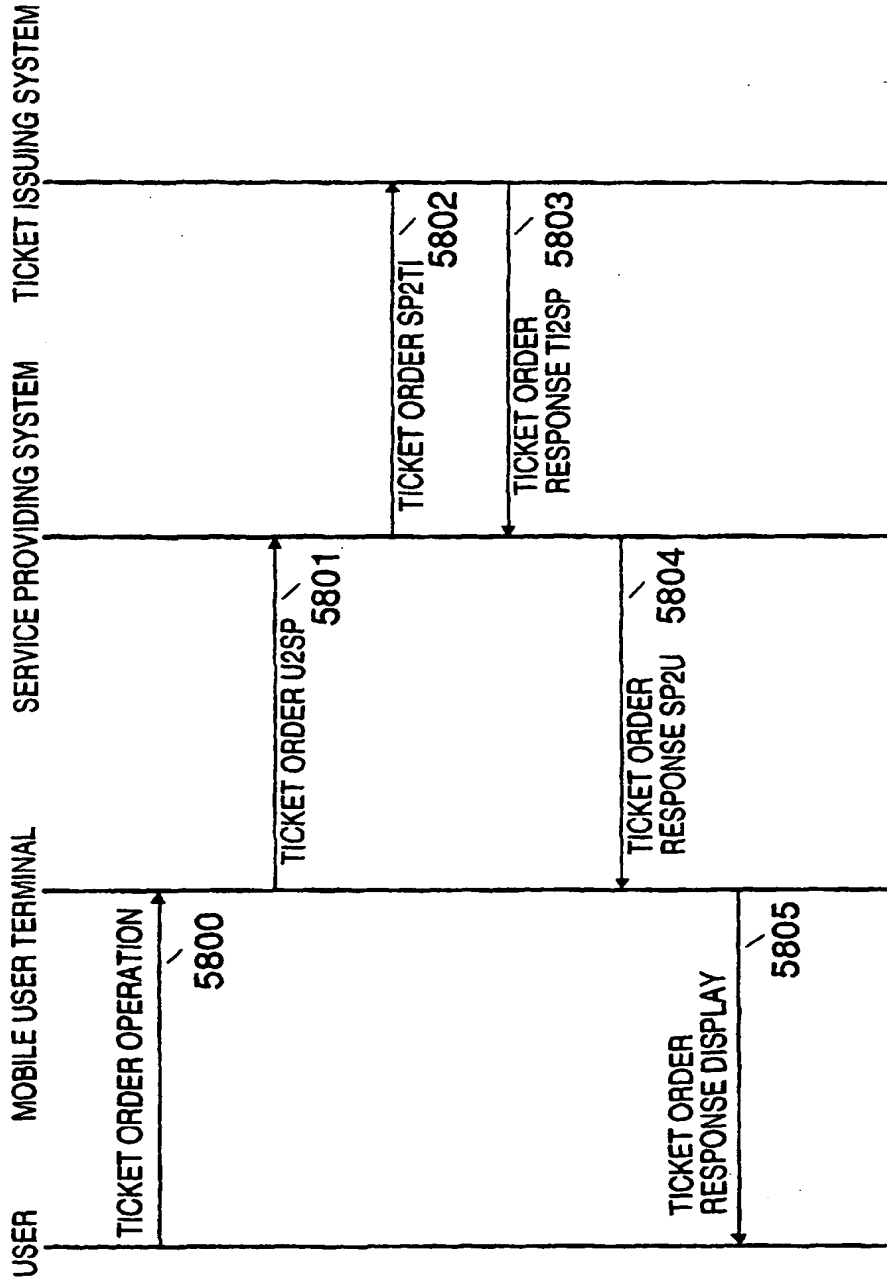 USER
MOBILE USER TERMINAL
SERVICE PROVIDING SYSTEM
TICKET ISSUING SYSTEM
TICKET ORDER OPERATION
5800
TICKET ORDER U2SP
5801
TICKET ORDER SP2TI
5802
TICKET ORDER
RESPONSE TI2SP
5803
TICKET ORDER
RESPONSE SP2U
5804
TICKET ORDER
RESPONSE DISPLAY
5805